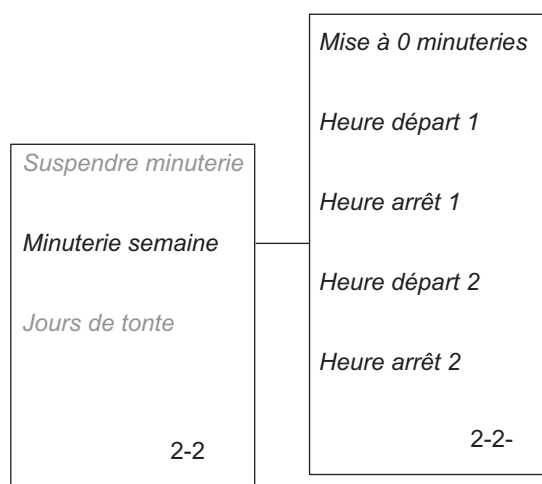 Suspendre minuterie
Minuterie semaine
Jours de tonte
2-2
Mise à 0 minuteries
Heure départ 1
Heure arrêt 1
Heure départ 2
Heure arrêt 2
2-2-